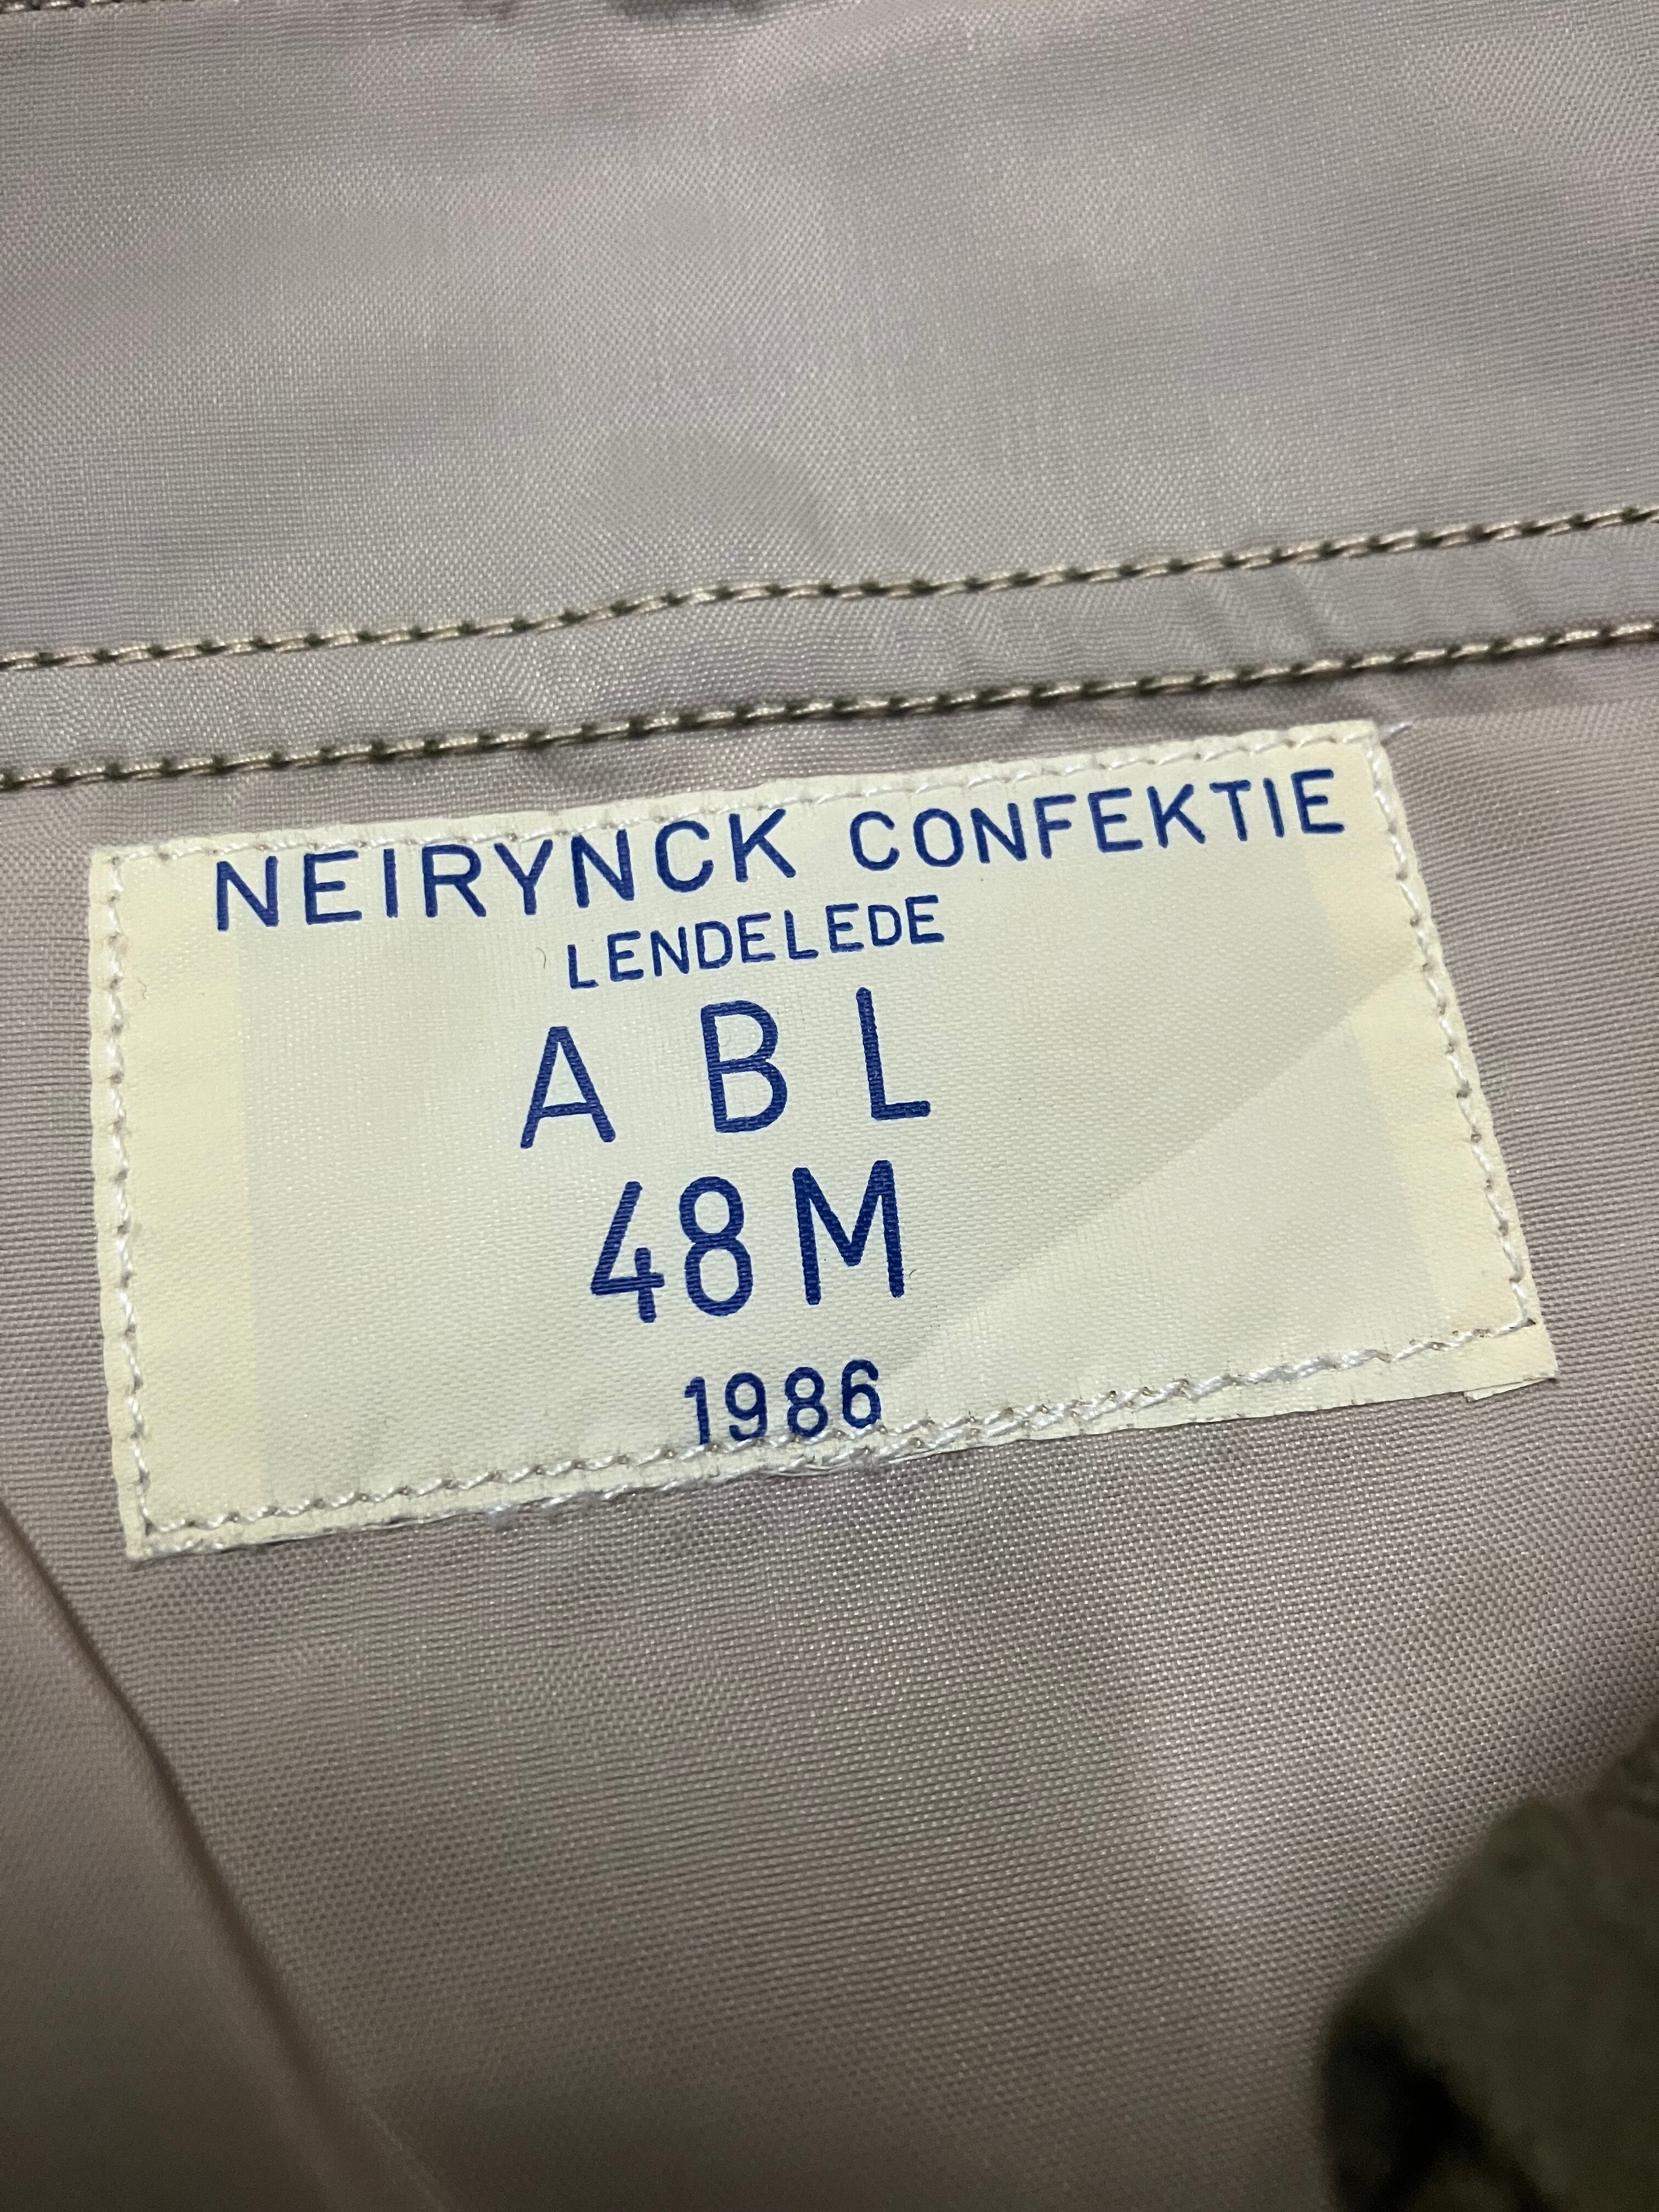 NEIRYNCK CONFEKTIE
LENDELEDE
A B L
48 M
1986